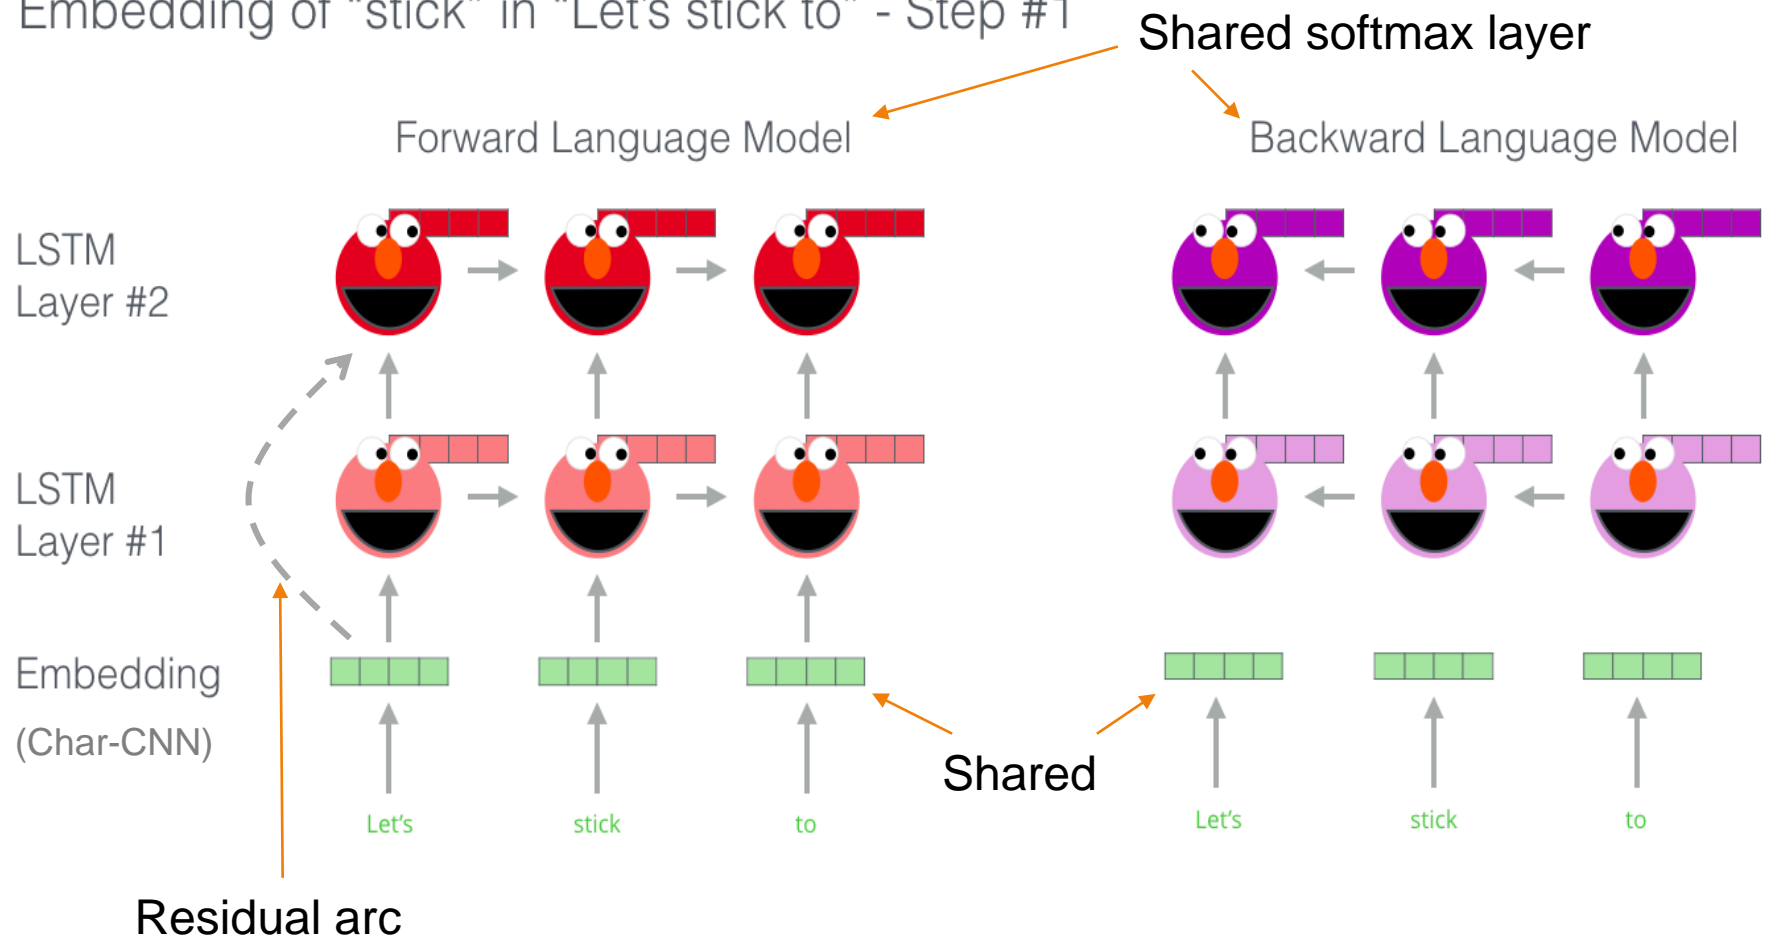 Embedding of “stick” in “Let’s stick to” - Step #1
Shared softmax layer
Forward Language Model
Backward Language Model
LSTM
Layer #2
LSTM
Layer #1
Embedding
(Char-CNN)
Shared
Let’s
stick
to
Let’s
stick
to
Residual arc